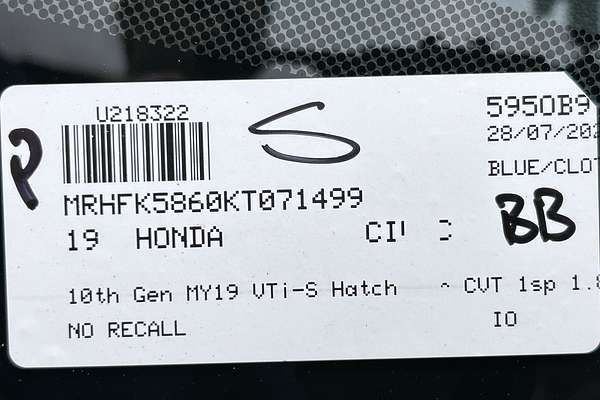 U218322
P
S
5950B9
28/07/202
BLUE/CLOT
MRHFK5860KT071499
19 HONDA
BB
10th Gen MY19 VTi-S Hatch
CVT 1sp 1.8
NO RECALL
IO